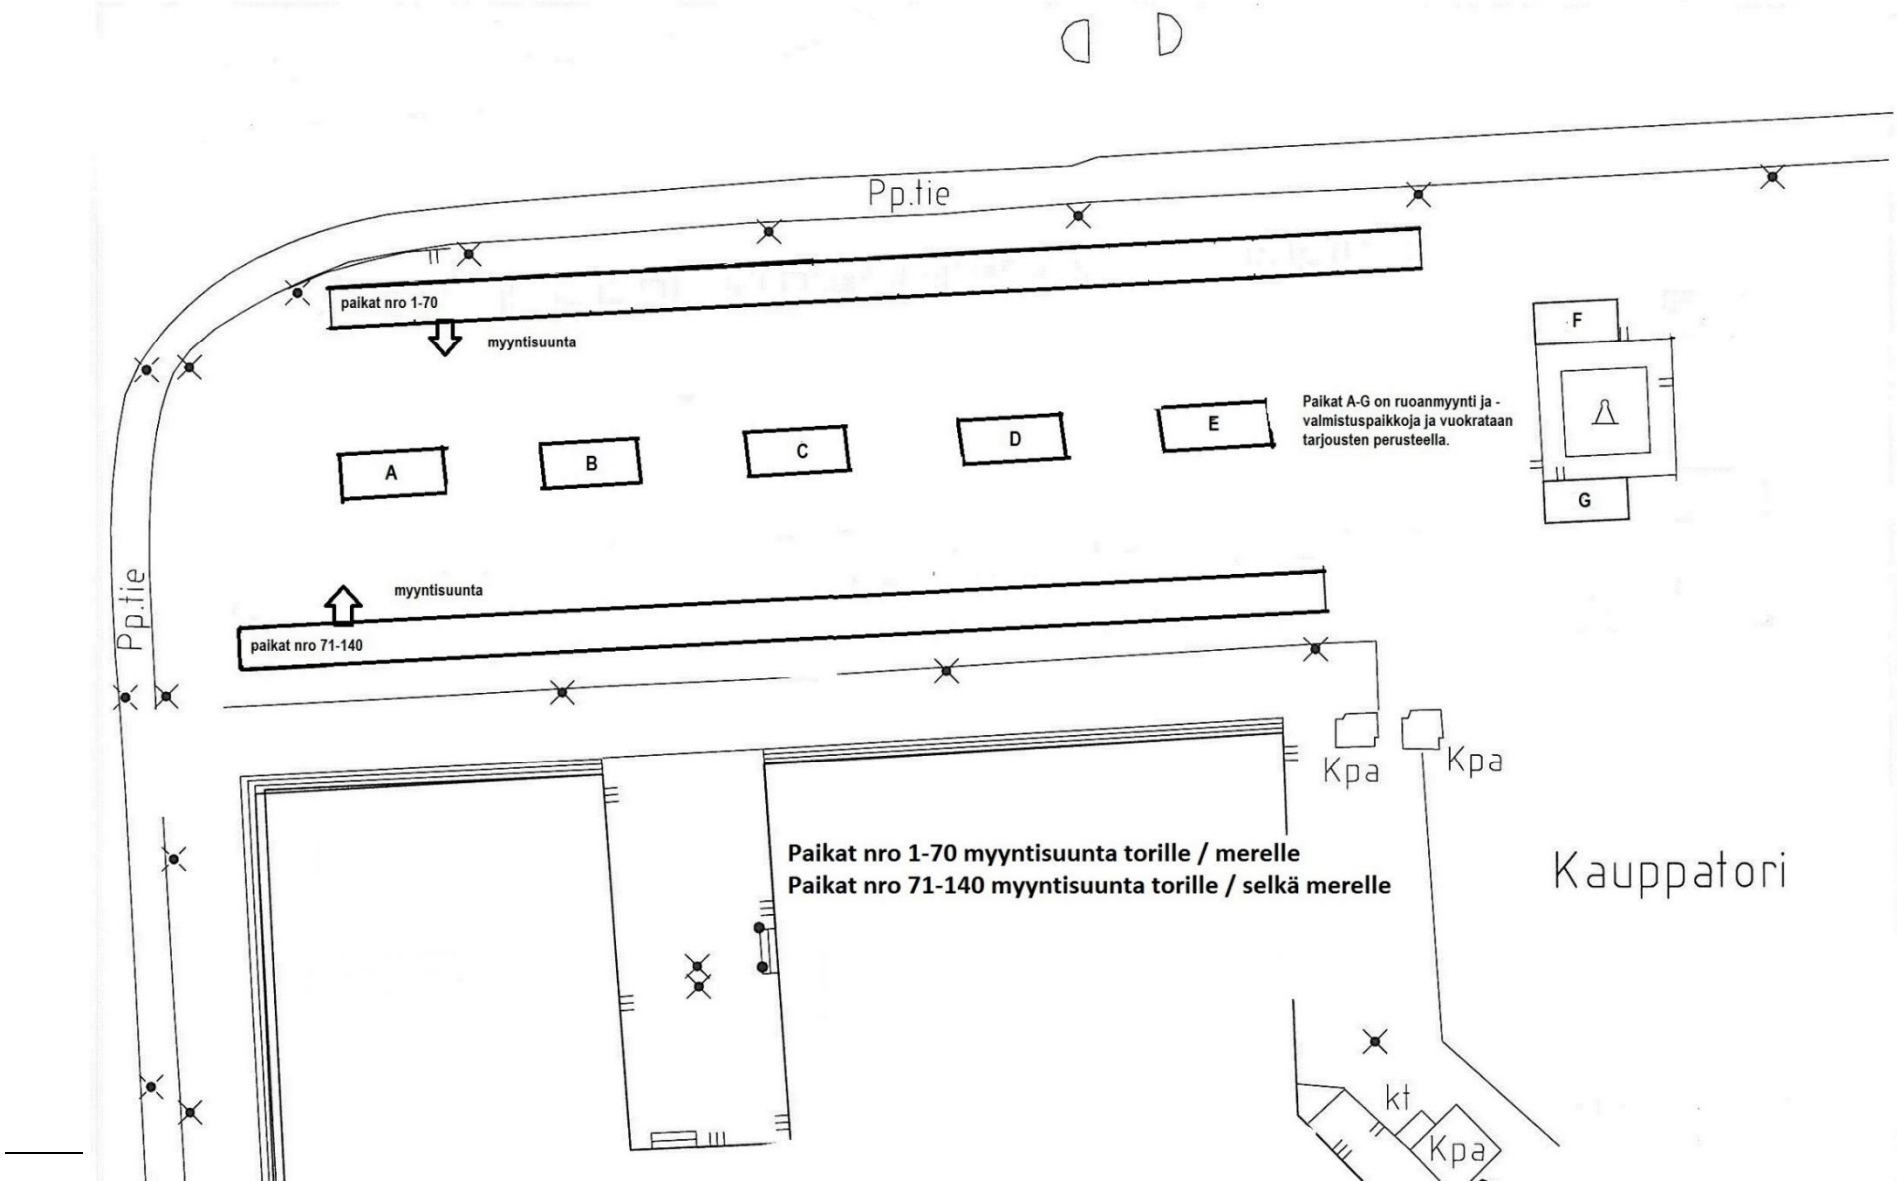 Pp.tie
paikat nro 1-70
myyntisuunta
F
Paikat A-G on ruoanmyynti ja -
valmistuspaikkoja ja vuokrataan
tarjousten perusteella.
A
B
C
D
E
G
Pp.tie
myyntisuunta
paikat nro 71-140
Kpa
Kpa
Paikat nro 1-70 myyntisuunta torille / merelle
Paikat nro 71-140 myyntisuunta torille / selkä merelle
Kauppatori
kt
Kpa